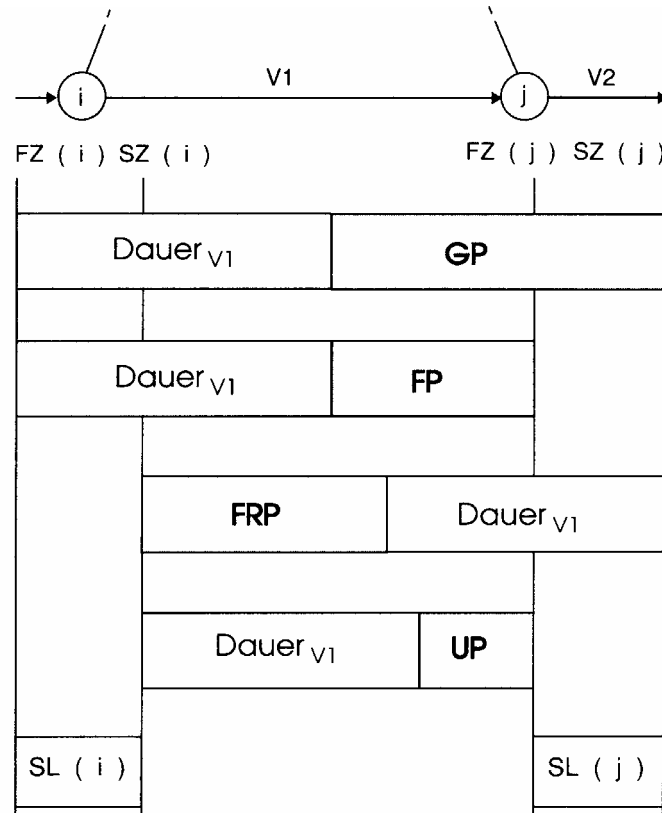 V1 V2
i j
FZ ( i ) SZ ( i ) FZ ( j ) SZ ( j )
Dauer V1 GP
Dauer V1 FP
FRP Dauer V1
Dauer V1 UP
SL ( i ) SL ( j )